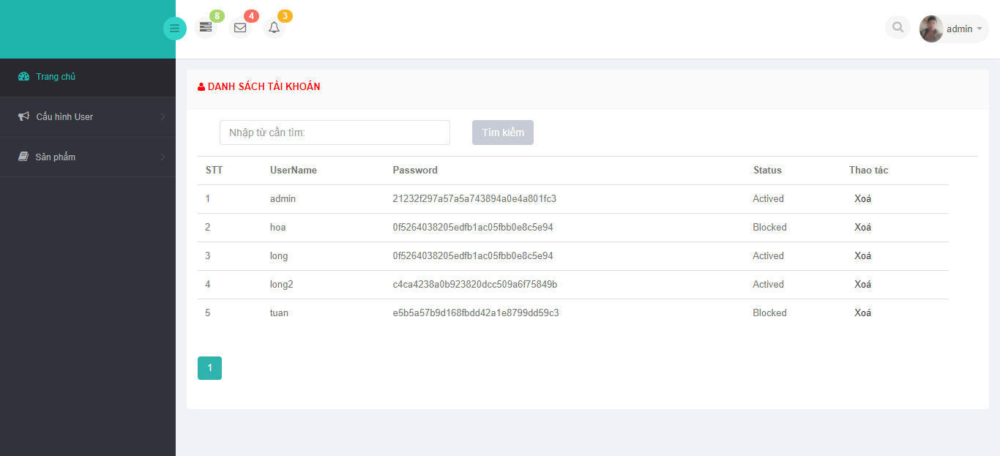 8 4 3
admin
Trang chủ
Cấu hình User
Sản phẩm
DANH SÁCH TÀI KHOẢN
Nhập từ cần tìm:
Tìm kiếm
STT UserName Password Status Thao tác
1 admin 21232f297a57a5a743894a0e4a801fc3 Actived Xoá
2 hoa 0f5264038205edfb1ac05fbb0e8c5e94 Blocked Xoá
3 long 0f5264038205edfb1ac05fbb0e8c5e94 Actived Xoá
4 long2 c4ca4238a0b923820dcc509a6f75849b Actived Xoá
5 tuan e5b5a57b9d168fbdd42a1e8799dd59c3 Blocked Xoá
1